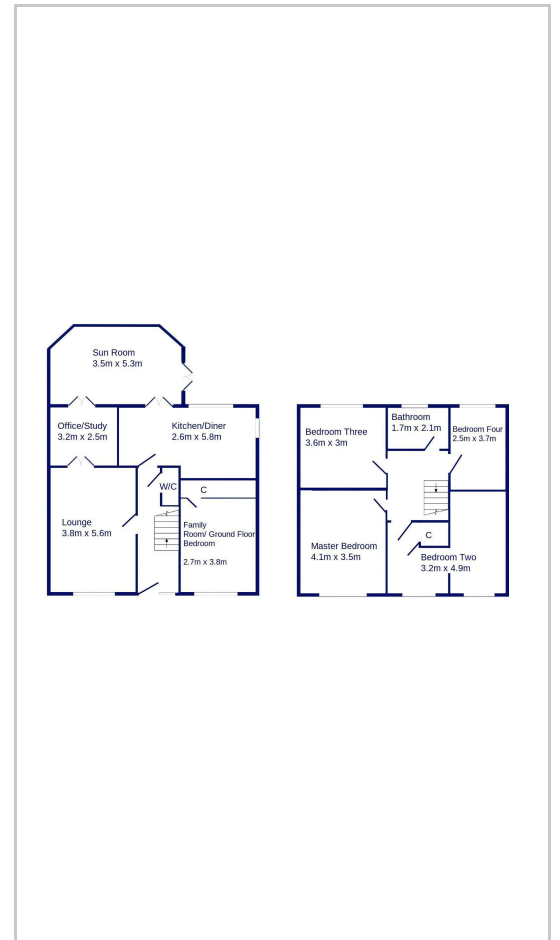 Sun Room
3.5m x 5.3m
Office/Study
3.2m x 2.5m
Kitchen/Diner
2.6m x 5.8m
W/C
C
Lounge
3.8m x 5.6m
Family
Room/ Ground Floor
Bedroom
2.7m x 3.8m
Bathroom
1.7m x 2.1m
Bedroom Three
3.6m x 3m
Bedroom Four
2.5m x 3.7m
C
Master Bedroom
4.1m x 3.5m
Bedroom Two
3.2m x 4.9m